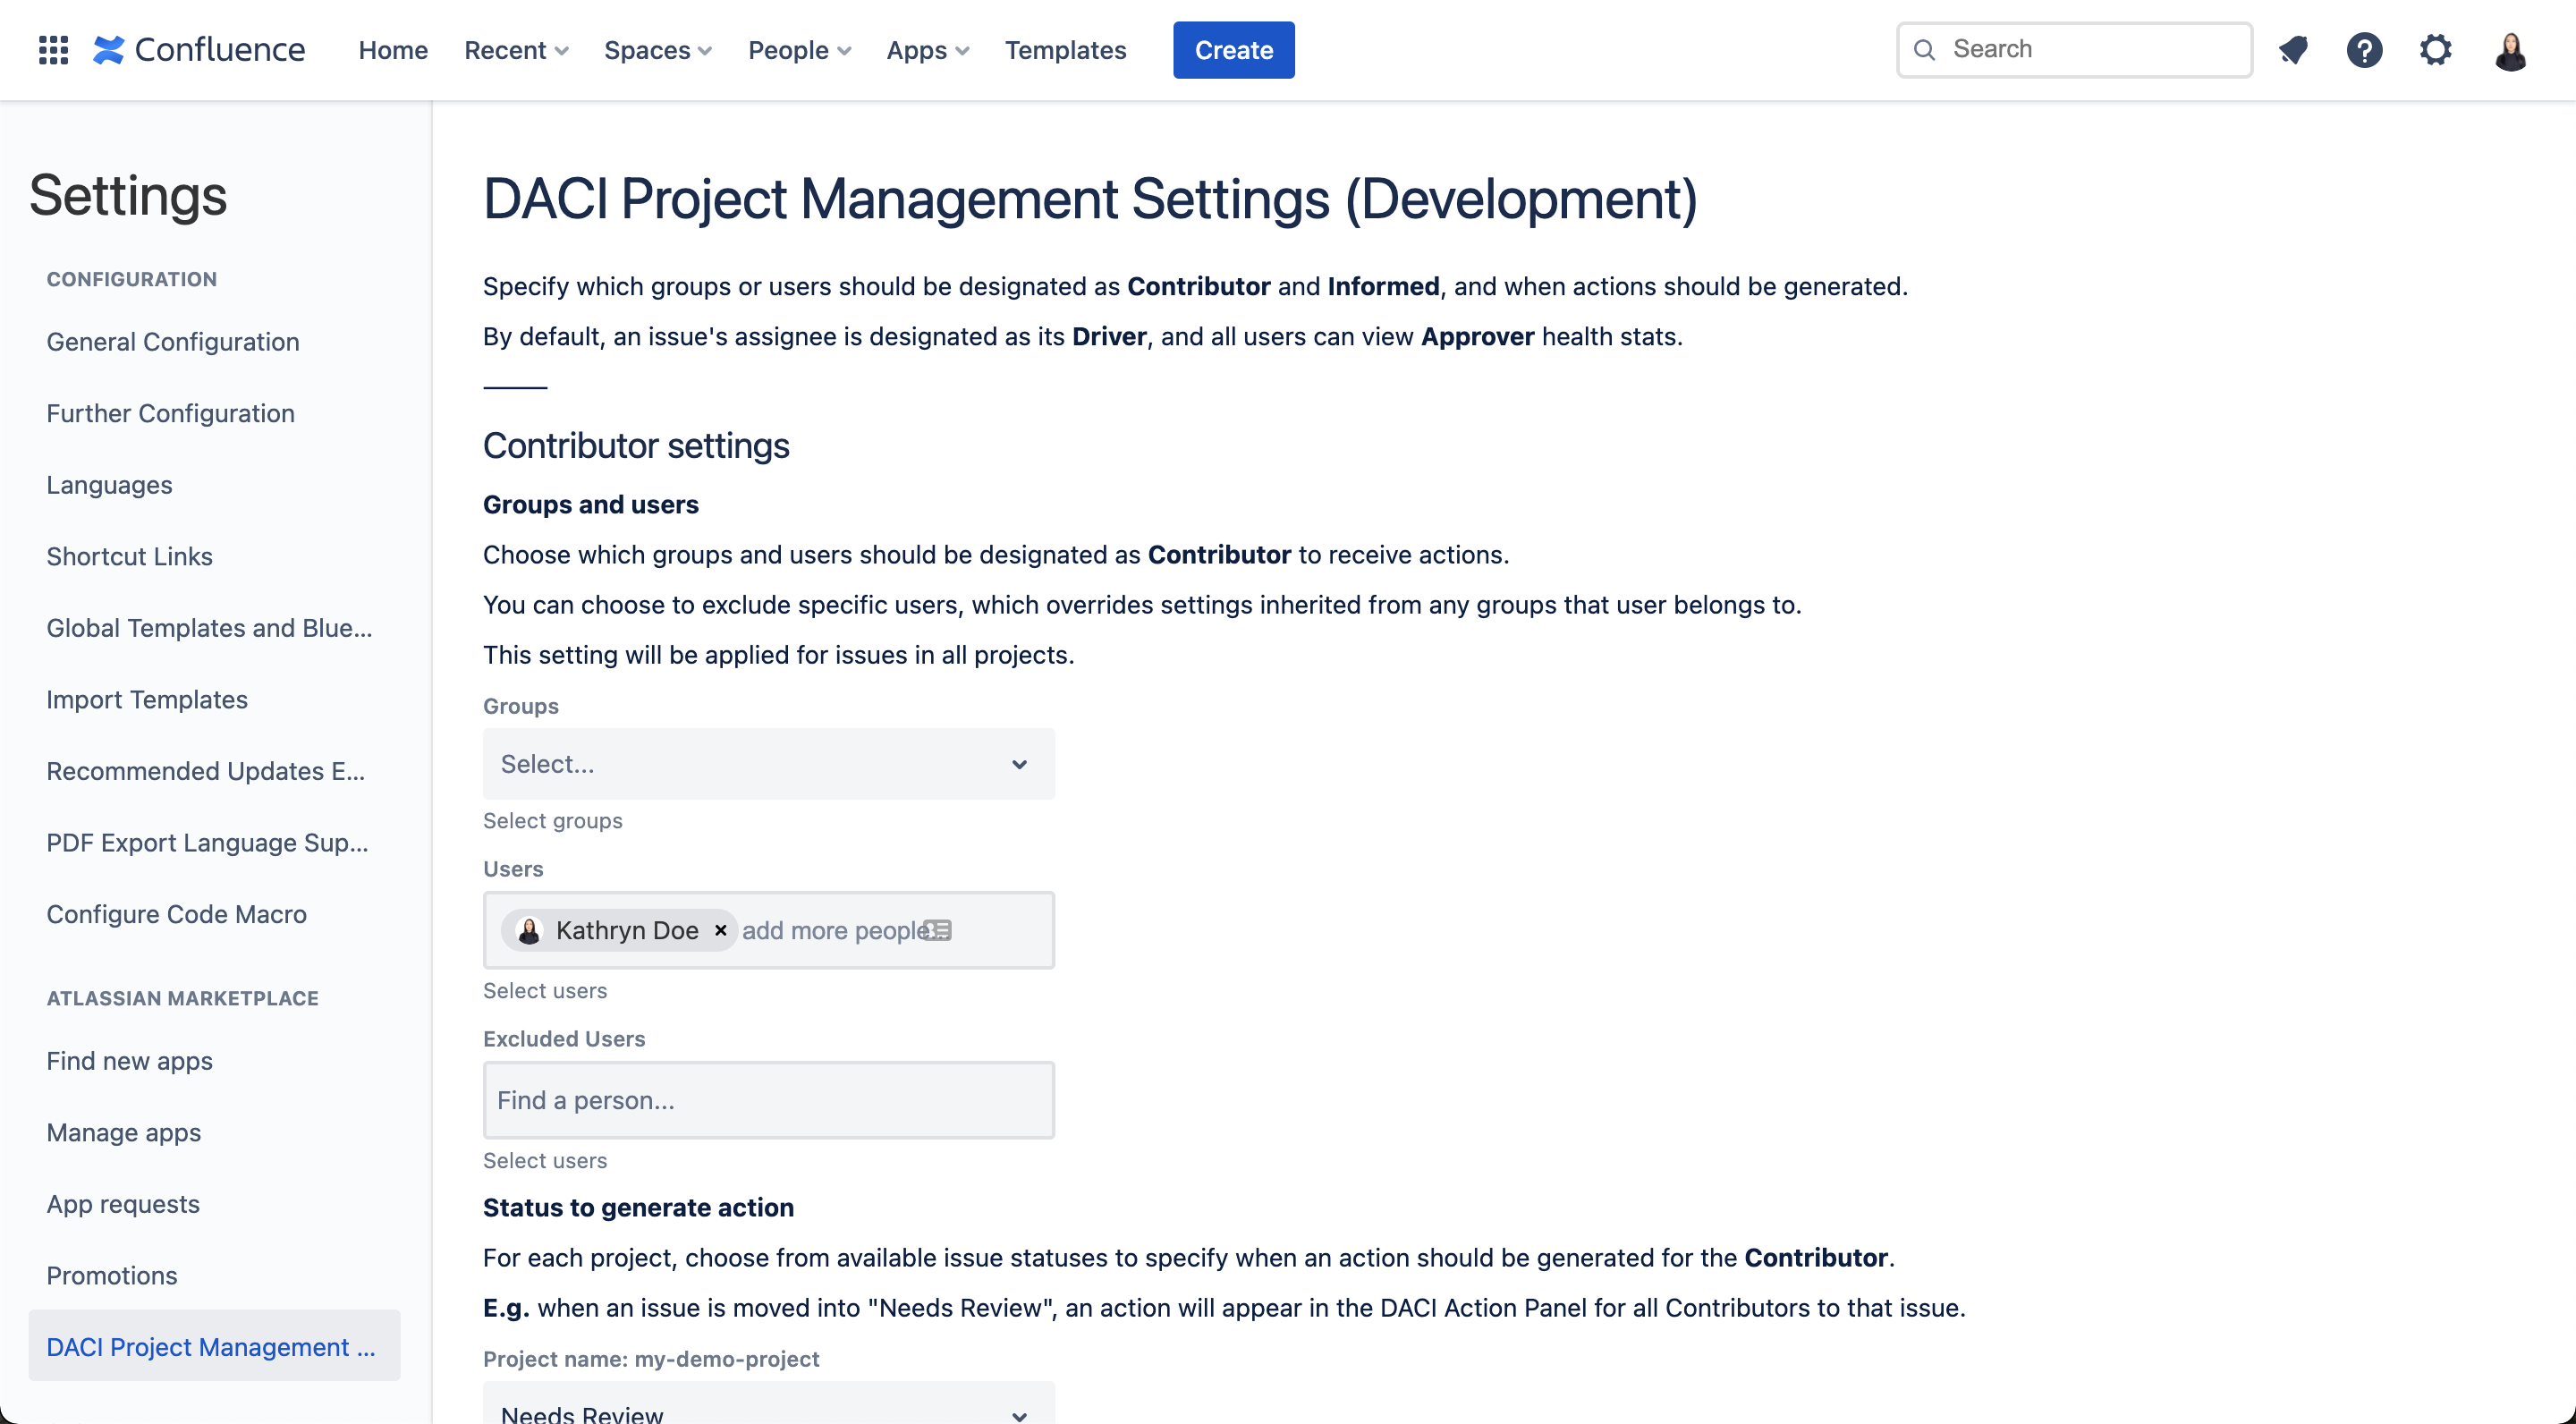 Confluence
Home
Recent
Spaces
People
Apps
Templates
Create
Search
Settings
CONFIGURATION
General Configuration
Further Configuration
Languages
Shortcut Links
Global Templates and Blue...
Import Templates
Recommended Updates E...
PDF Export Language Sup...
Configure Code Macro
ATLASSIAN MARKETPLACE
Find new apps
Manage apps
App requests
Promotions
DACI Project Management ...
DACI Project Management Settings (Development)
Specify which groups or users should be designated as Contributor and Informed, and when actions should be generated.
By default, an issue's assignee is designated as its Driver, and all users can view Approver health stats.
Contributor settings
Groups and users
Choose which groups and users should be designated as Contributor to receive actions.
You can choose to exclude specific users, which overrides settings inherited from any groups that user belongs to.
This setting will be applied for issues in all projects.
Groups
Select...
Select groups
Users
Kathryn Doe × add more people
Select users
Excluded Users
Find a person...
Select users
Status to generate action
For each project, choose from available issue statuses to specify when an action should be generated for the Contributor.
E.g. when an issue is moved into "Needs Review", an action will appear in the DACI Action Panel for all Contributors to that issue.
Project name: my-demo-project
Needs Review